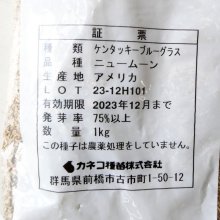 証票
種類 ケンタッキーブルーグラス
品種 ニュームーン
生産地 アメリカ
LOT 23-12H101
有効期限 2023年12月まで
発芽率 75%以上
数量 1kg
この種子は農薬処理をしていません
カネコ種苗株式会社
群馬県前橋市古市町1-50-12